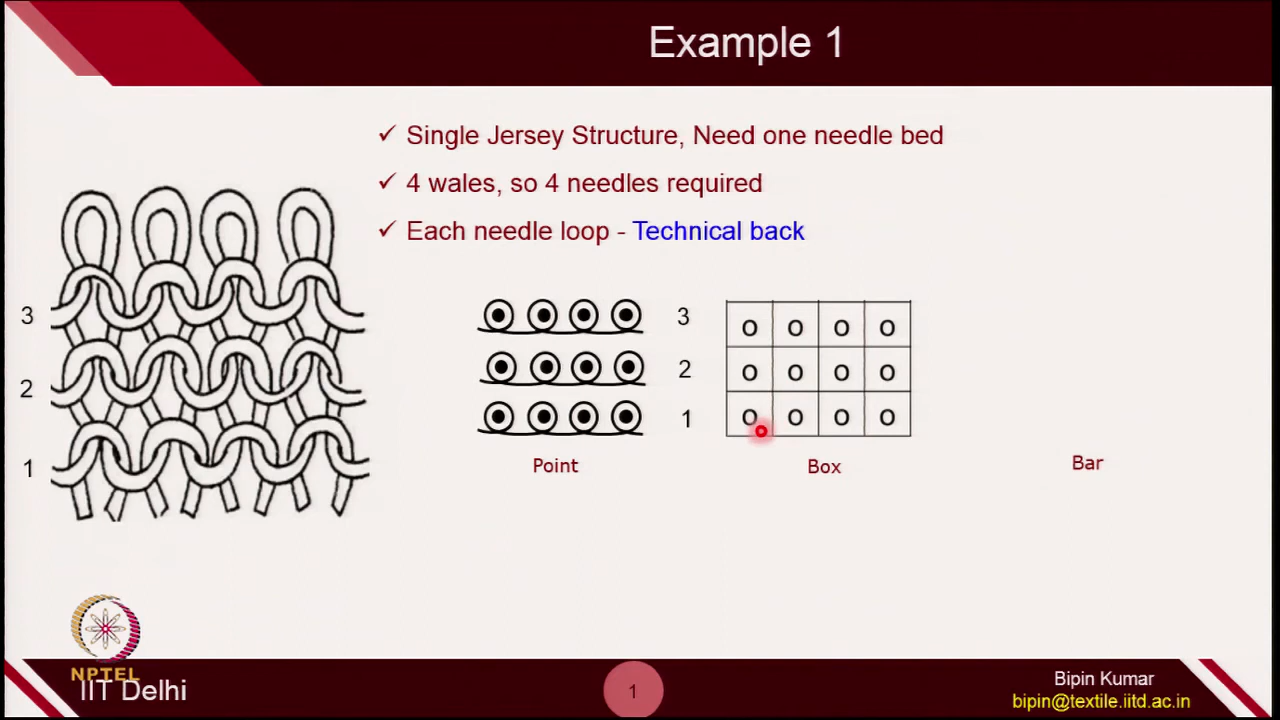 Example 1
✓ Single Jersey Structure, Need one needle bed
✓ 4 wales, so 4 needles required
✓ Each needle loop - Technical back
3
2
1
3
2
1
o o o o
o o o o
o o o o
Point
Box
Bar
NPTEL
IIT Delhi
1
Bipin Kumar
bipin@textile.iitd.ac.in